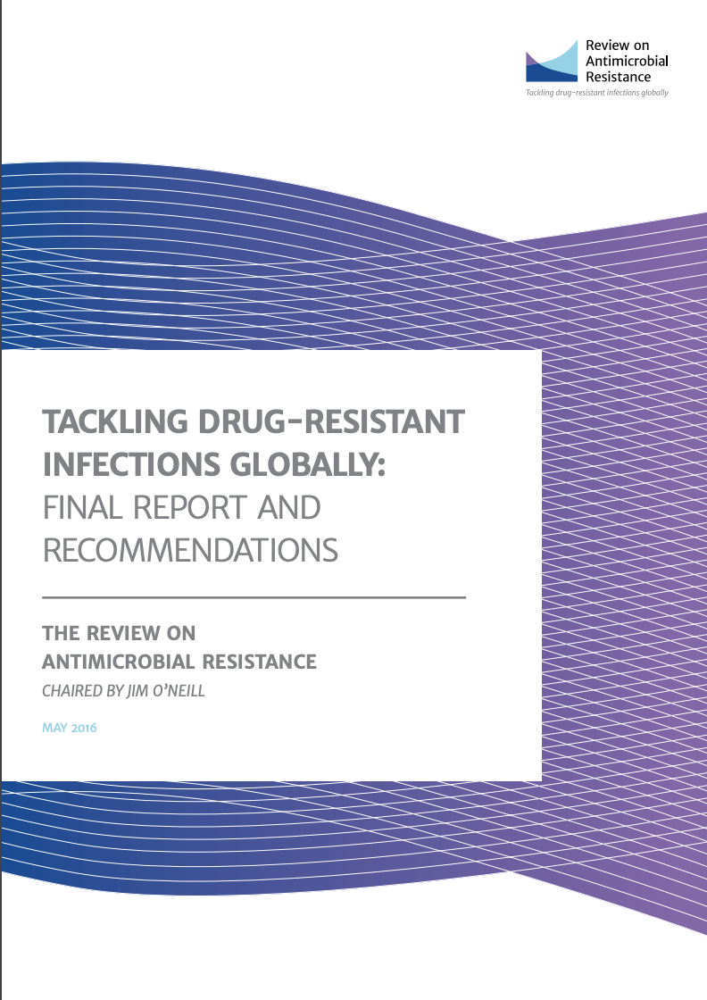 Review on
Antimicrobial
Resistance
Tackling drug-resistant infections globally
TACKLING DRUG-RESISTANT
INFECTIONS GLOBALLY:
FINAL REPORT AND
RECOMMENDATIONS
THE REVIEW ON
ANTIMICROBIAL RESISTANCE
CHAIRED BY JIM O’NEILL
MAY 2016